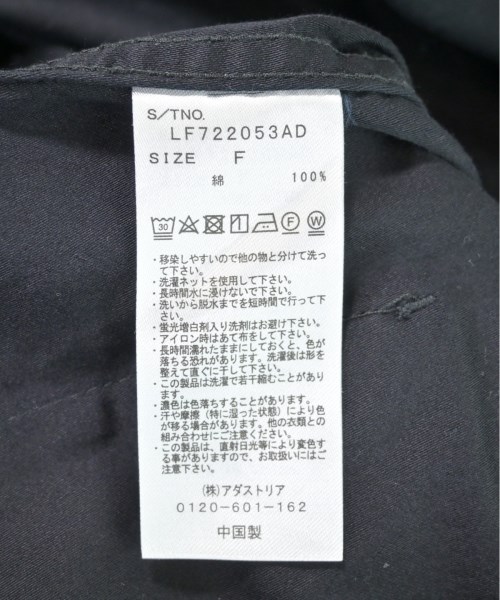 S/TNO.
LF722053AD
SIZE F
綿 100%
30 F W
・移染しやすいので他の物と分けて洗っ
て下さい。
・洗濯ネットを使用して下さい。
・長時間水に浸けないで下さい。
・洗いから脱水までを短時間で行って下
さい。
・蛍光増白剤入り洗剤はお避け下さい。
・アイロン時はあて布をして下さい。
・長時間濡れたままにしておくと、色が
落ちる恐れがあります。洗濯後は形を
整えて直ぐに干して下さい。
・この製品は洗濯で若干縮むことがあり
ます。
・濃色は色落ちすることがあります。
・汗や摩擦（特に湿った状態）により色
が移る場合があります。他の衣類との
組み合わせにご注意ください。
・この製品は、直射日光等により変色す
る事がありますので、お取扱いにはご
注意下さい。
(株)アダストリア
0120-601-162
中国製